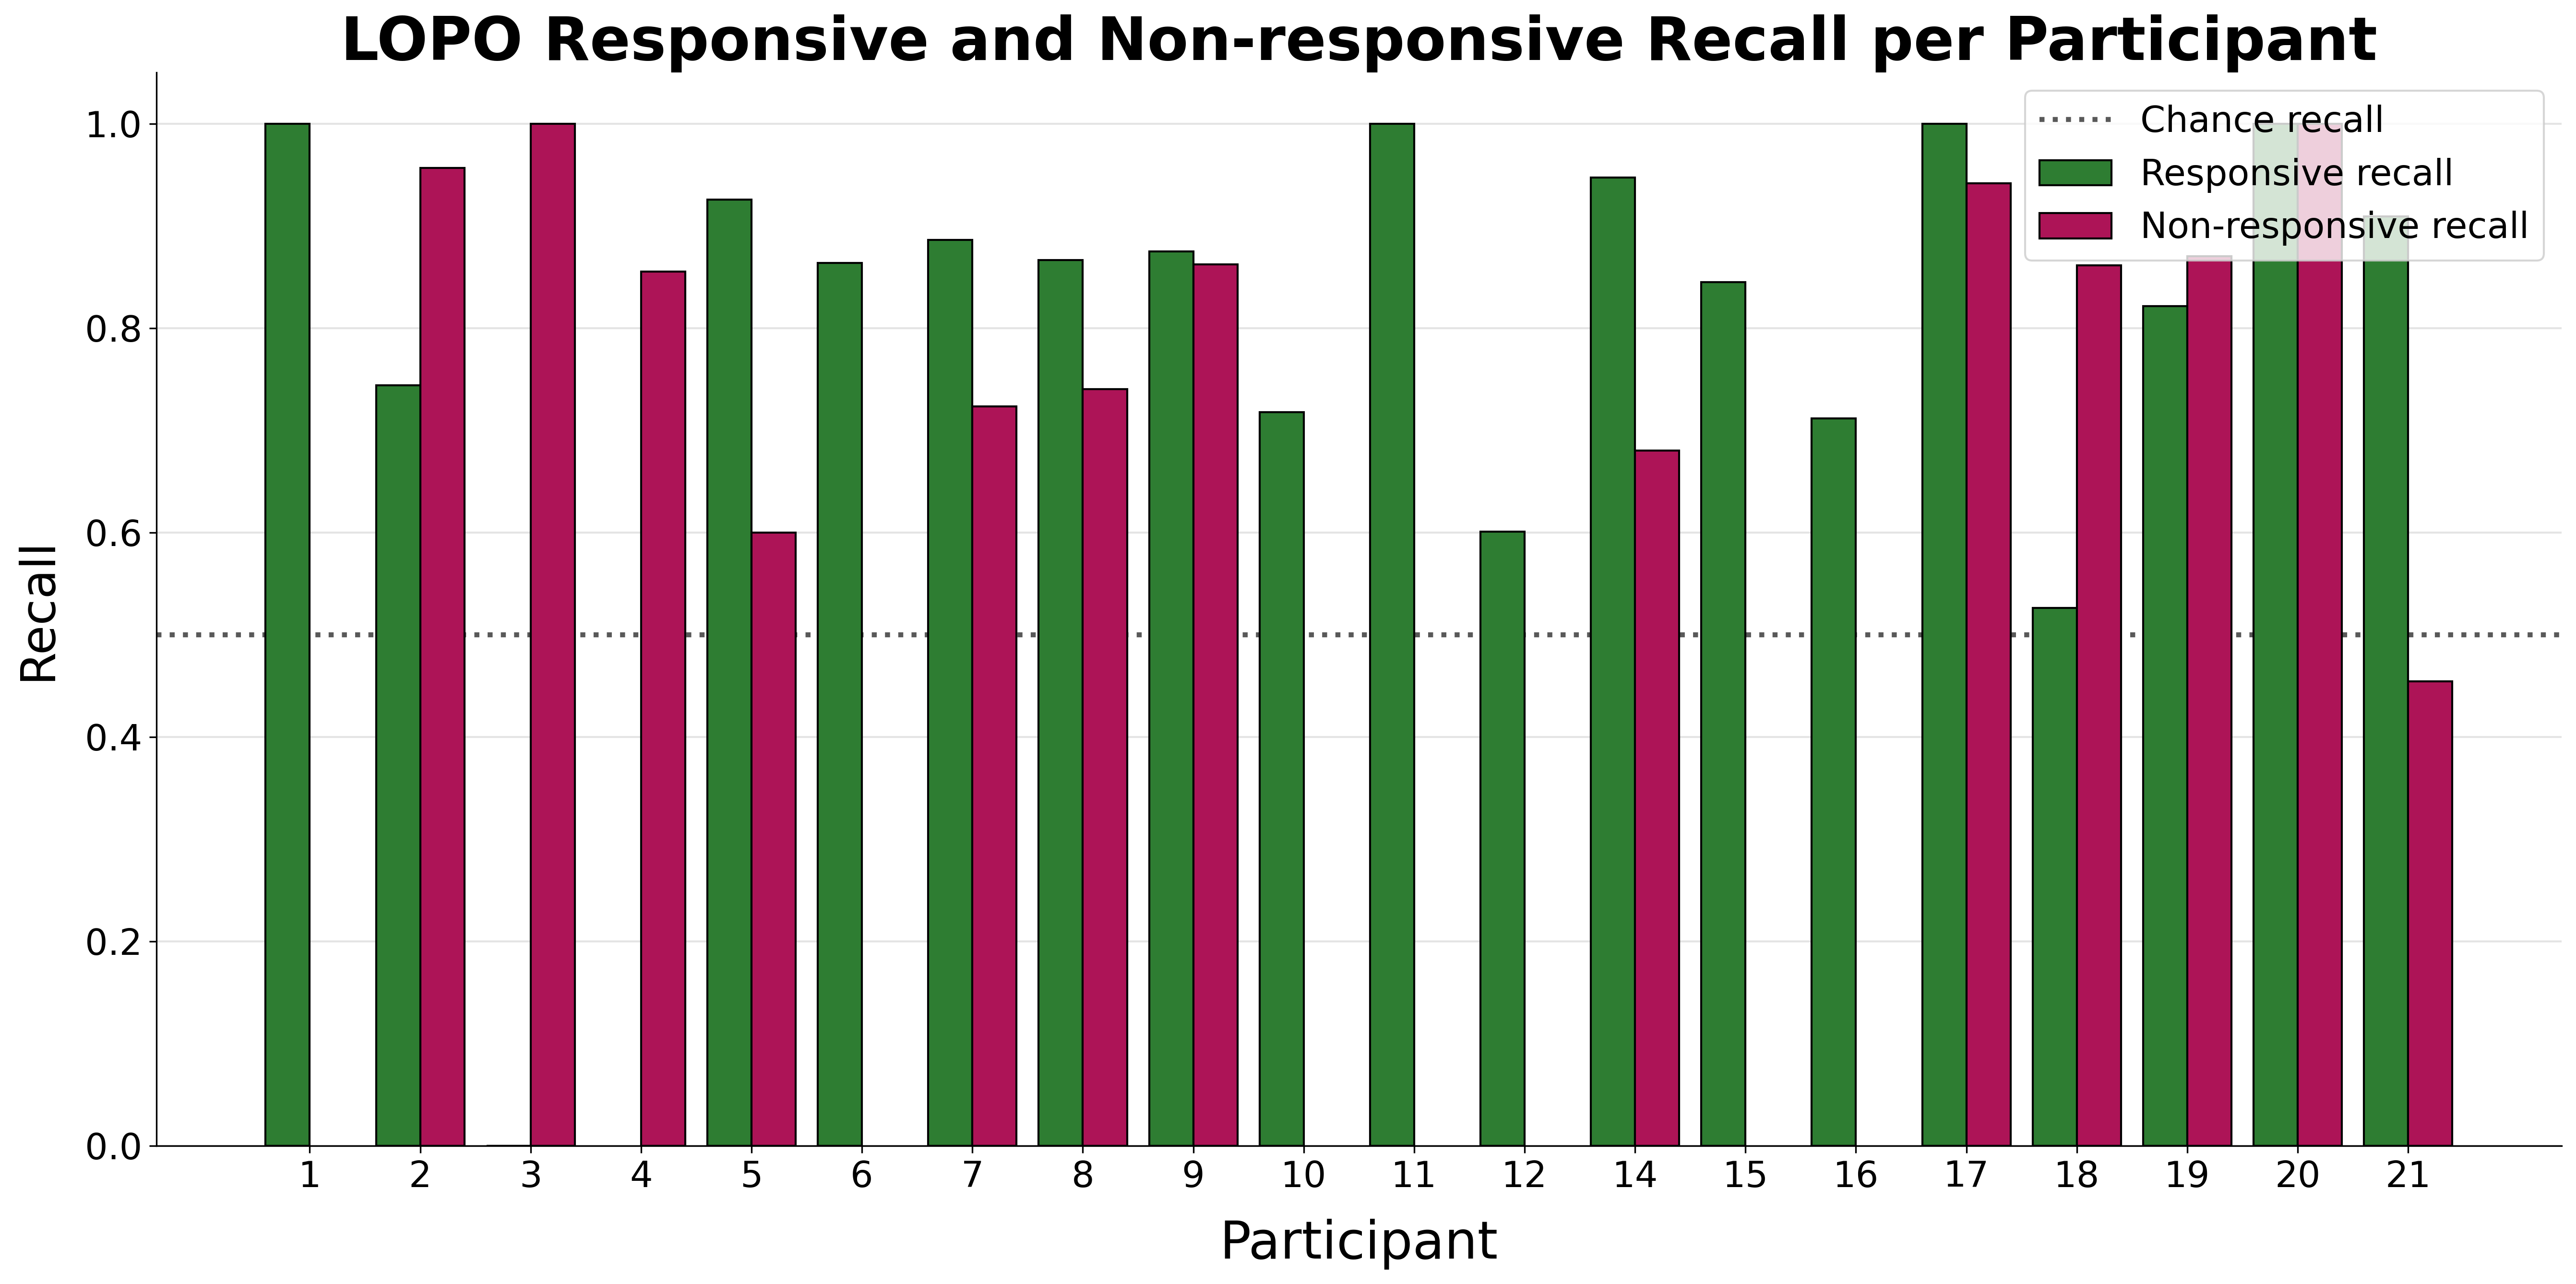 LOPO Responsive and Non-responsive Recall per Participant
Chance recall
Responsive recall
Non-responsive recall
Recall
1.0
0.8
0.6
0.4
0.2
0.0
1 2 3 4 5 6 7 8 9 10 11 12 14 15 16 17 18 19 20 21
Participant